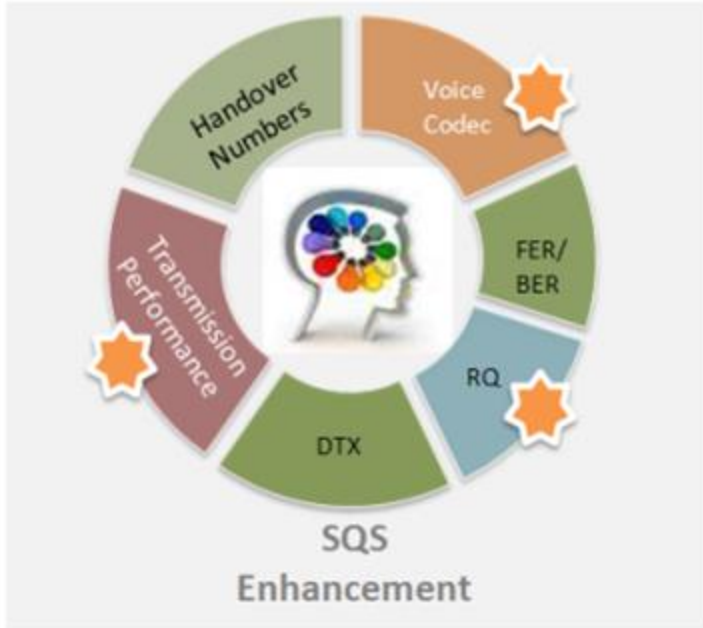 Handover
Numbers
Voice
Codec
FER/
BER
RQ
DTX
Transmission
Performance
SQS
Enhancement